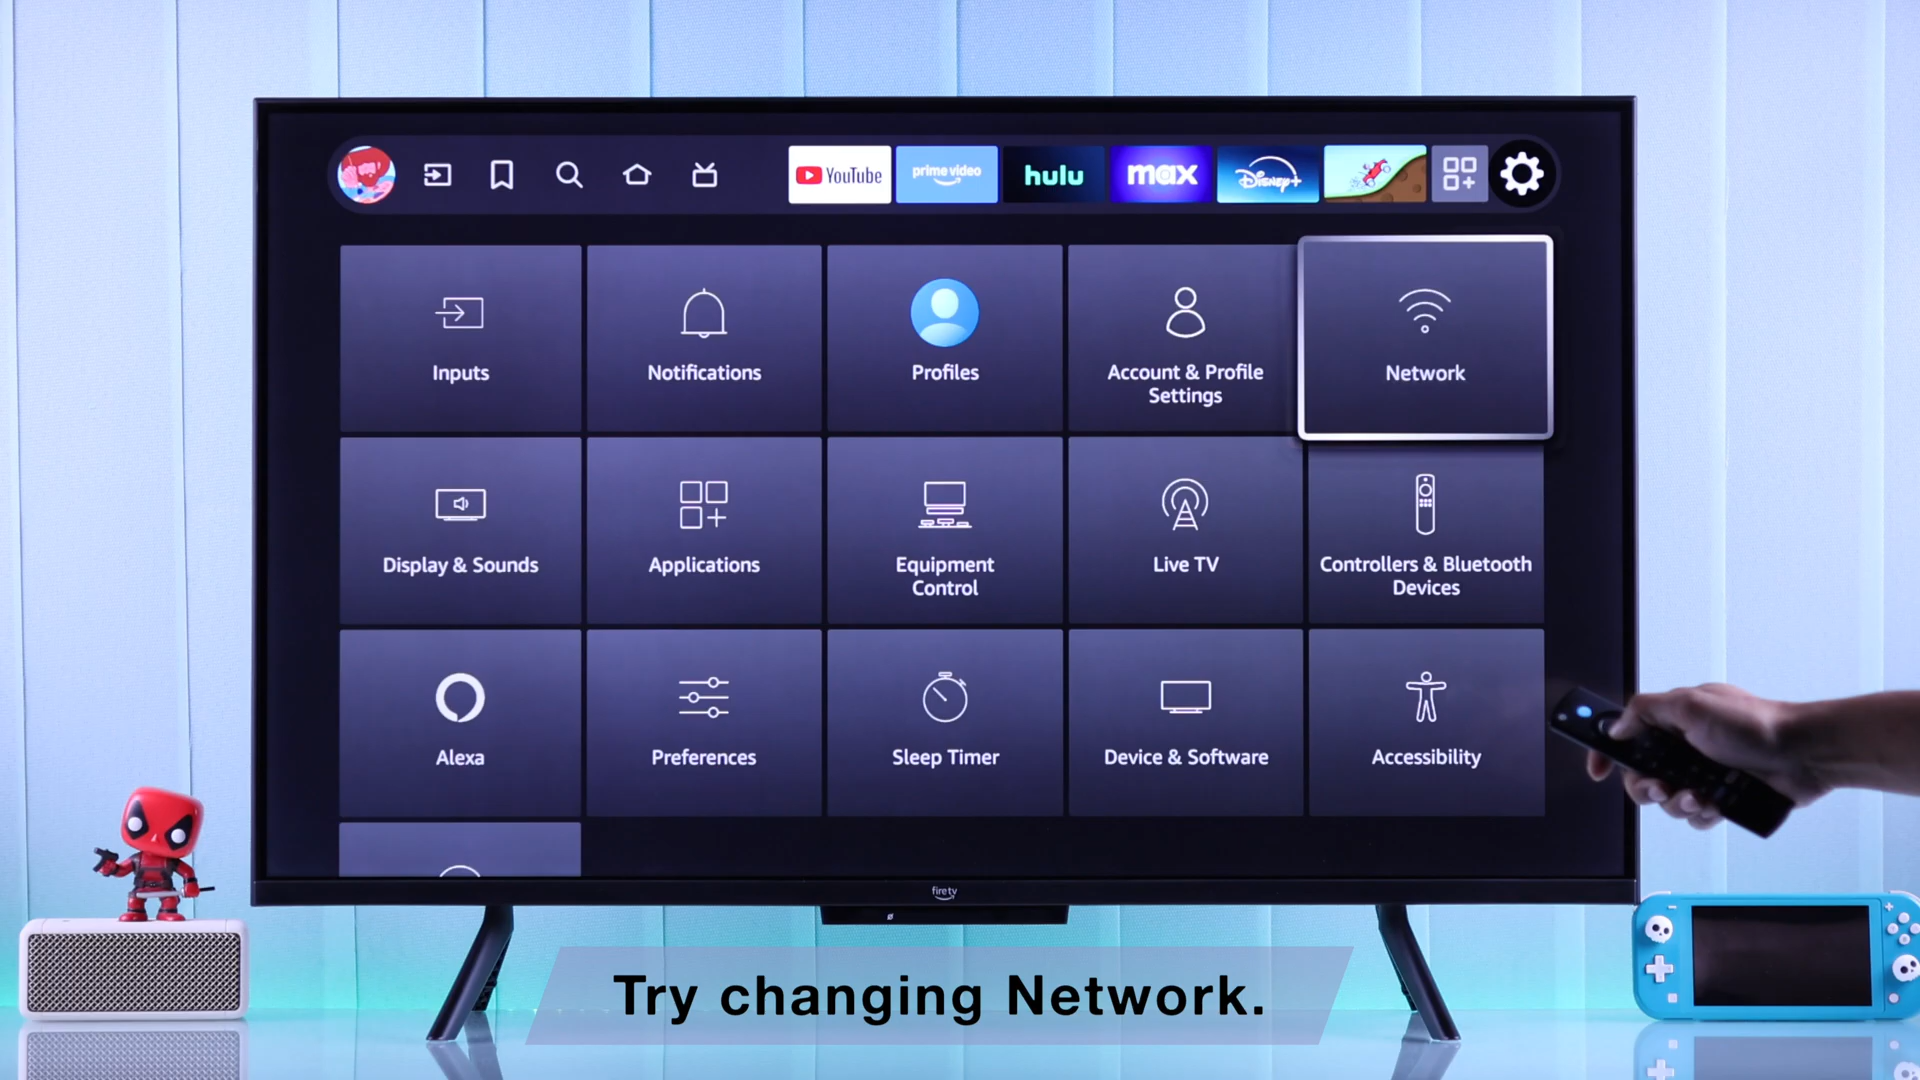 YouTube
prime video
hulu
max
Disney+
Inputs
Notifications
Profiles
Account & Profile
Settings
Network
Display & Sounds
Applications
Equipment
Control
Live TV
Controllers & Bluetooth
Devices
Alexa
Preferences
Sleep Timer
Device & Software
Accessibility
fire tv
Try changing Network.